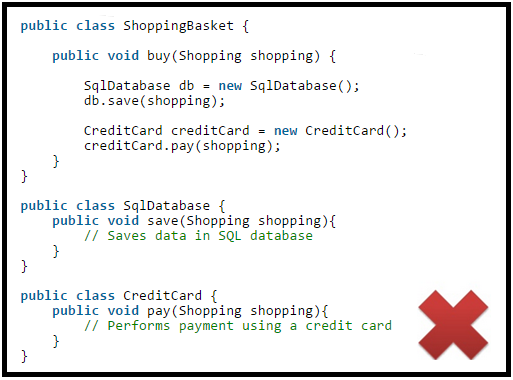 public class ShoppingBasket {
public void buy(Shopping shopping) {
SqlDatabase db = new SqlDatabase();
db.save(shopping);
CreditCard creditCard = new CreditCard();
creditCard.pay(shopping);
}
}
public class SqlDatabase {
public void save(Shopping shopping){
// Saves data in SQL database
}
}
public class CreditCard {
public void pay(Shopping shopping){
// Performs payment using a credit card
}
}